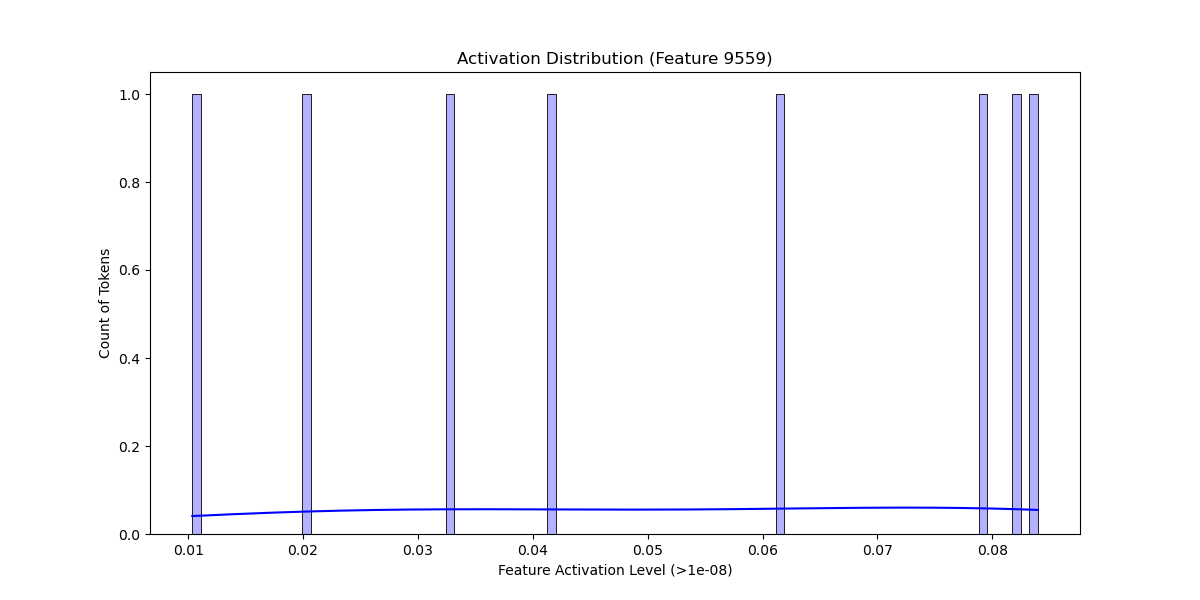 Activation Distribution (Feature 9559)
1.0
0.8
0.6
0.4
0.2
0.0
Count of Tokens
0.01 0.02 0.03 0.04 0.05 0.06 0.07 0.08
Feature Activation Level (>1e-08)